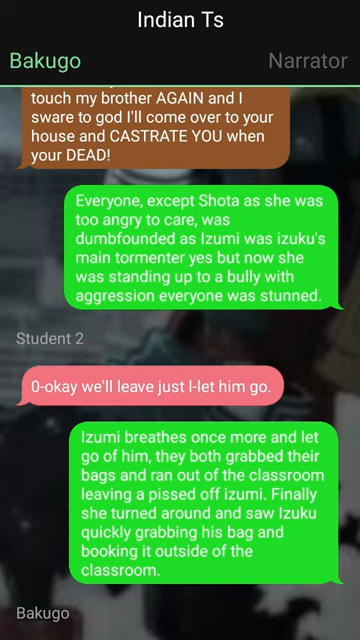 Indian Ts
Bakugo
Narrator
touch my brother AGAIN and I
sware to god I'll come over to your
house and CASTRATE YOU when
your DEAD!
Everyone, except Shota as she was
too angry to care, was
dumbfounded as Izumi was izuku's
main tormenter yes but now she
was standing up to a bully with
aggression everyone was stunned.
Student 2
0-okay we'll leave just l-let him go.
Izumi breathes once more and let
go of him, they both grabbed their
bags and ran out of the classroom
leaving a pissed off izumi. Finally
she turned around and saw Izuku
quickly grabbing his bag and
booking it outside of the
classroom.
Bakugo